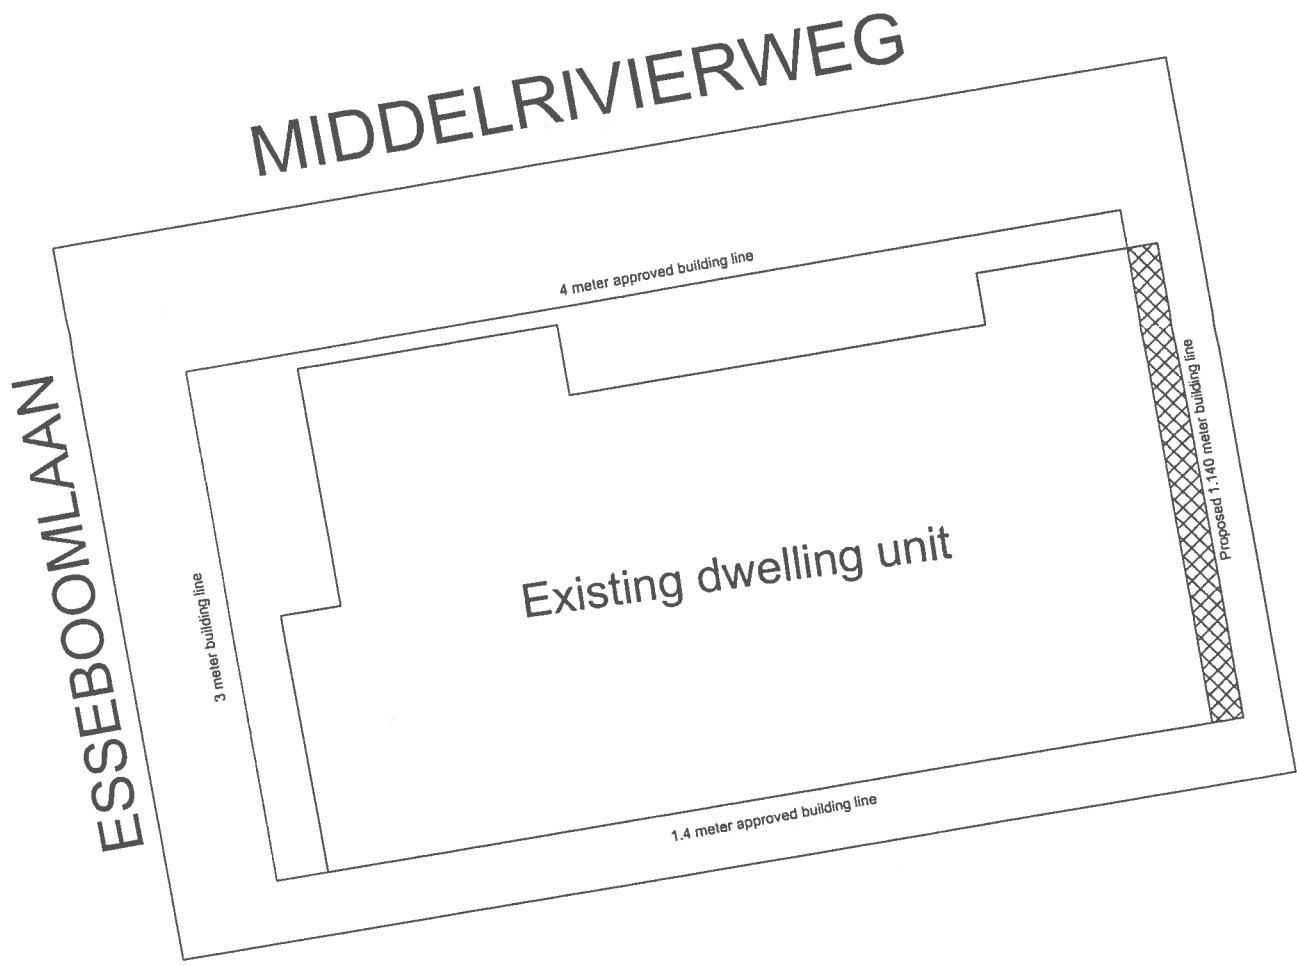 MIDDELRIVIERWEG
4 meter approved building line
ESSEBOOMLAAN
3 meter building line
Existing dwelling unit
Proposed 1.140 meter building line
1.4 meter approved building line